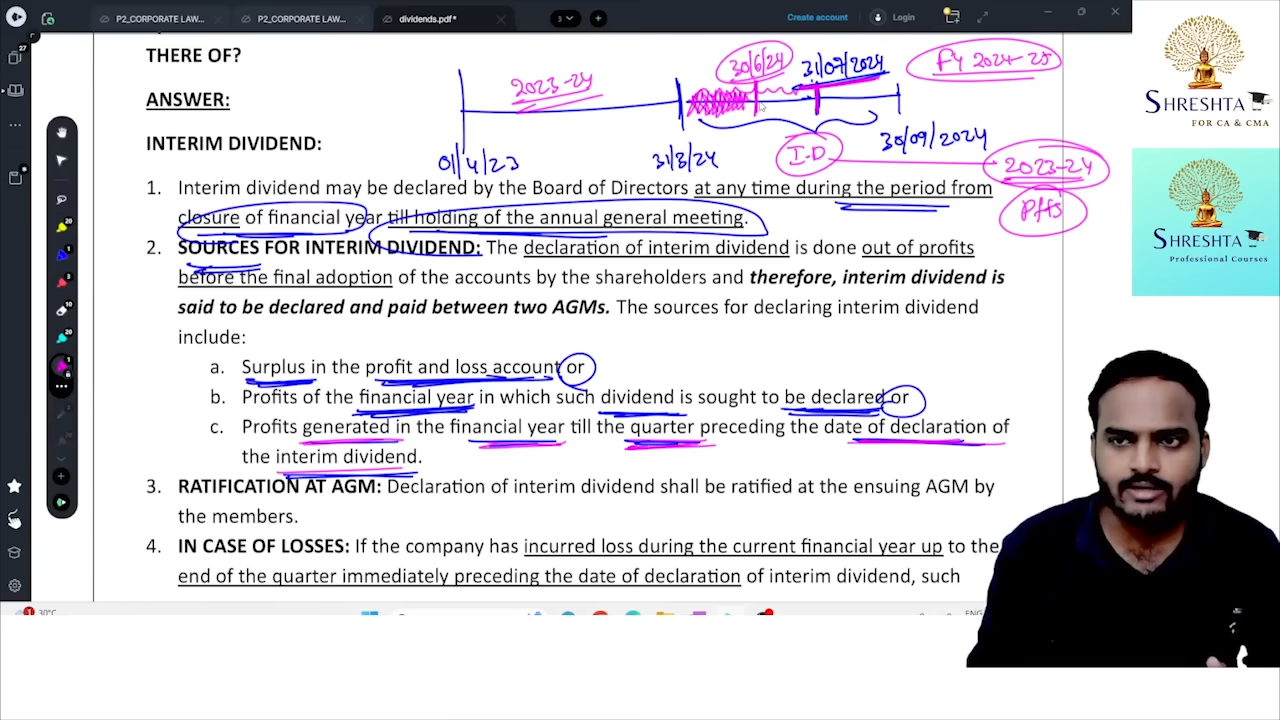 P2_CORPORATE LAW...
P2_CORPORATE LAW...
dividends.pdf*
3
Create account
Login
27
THERE OF?
ANSWER:
INTERIM DIVIDEND:
2023-24
30/6/24
31/07/2024
FY 2024-25
01/4/23
31/3/24
I-D
30/09/2024
2023-24
Pffs
1. Interim dividend may be declared by the Board of Directors at any time during the period from
closure of financial year till holding of the annual general meeting.
2. SOURCES FOR INTERIM DIVIDEND: The declaration of interim dividend is done out of profits
before the final adoption of the accounts by the shareholders and therefore, interim dividend is
said to be declared and paid between two AGMs. The sources for declaring interim dividend
include:
a. Surplus in the profit and loss account or
b. Profits of the financial year in which such dividend is sought to be declared or
c. Profits generated in the financial year till the quarter preceding the date of declaration of
the interim dividend.
3. RATIFICATION AT AGM: Declaration of interim dividend shall be ratified at the ensuing AGM by
the members.
4. IN CASE OF LOSSES: If the company has incurred loss during the current financial year up to the
end of the quarter immediately preceding the date of declaration of interim dividend, such
30°C
ENG
SHRESHTA
FOR CA & CMA
SHRESHTA
Professional Courses